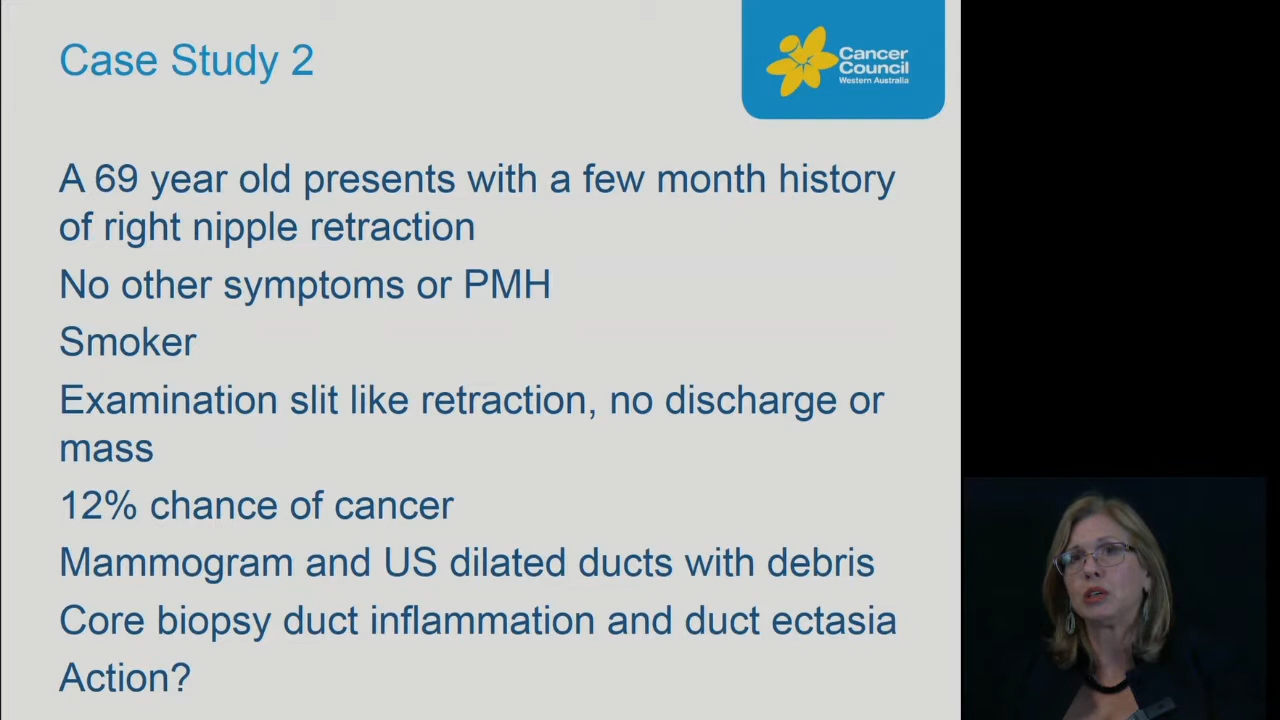 Case Study 2
Cancer
Council
Western Australia
A 69 year old presents with a few month history
of right nipple retraction
No other symptoms or PMH
Smoker
Examination slit like retraction, no discharge or
mass
12% chance of cancer
Mammogram and US dilated ducts with debris
Core biopsy duct inflammation and duct ectasia
Action?